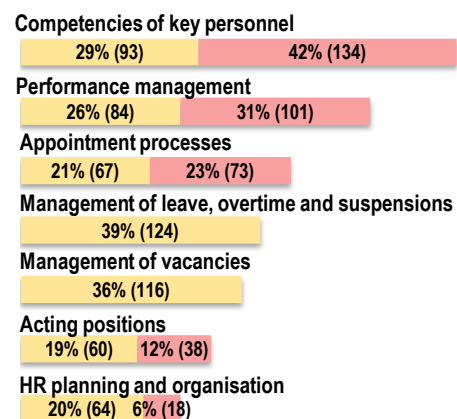 Competencies of key personnel
29% (93) 42% (134)
Performance management
26% (84) 31% (101)
Appointment processes
21% (67) 23% (73)
Management of leave, overtime and suspensions
39% (124)
Management of vacancies
36% (116)
Acting positions
19% (60) 12% (38)
HR planning and organisation
20% (64) 6% (18)